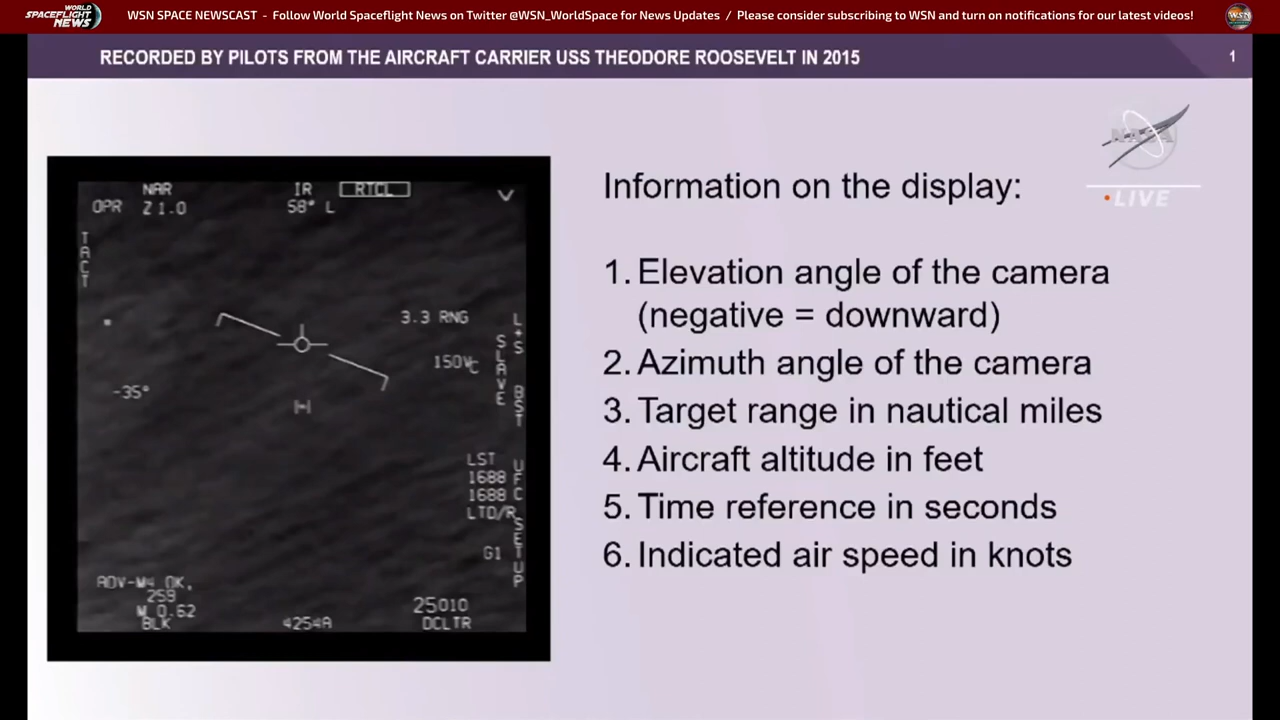 WORLD
SPACEFLIGHT
NEWS
WSN SPACE NEWSCAST - Follow World Spaceflight News on Twitter @WSN_WorldSpace for News Updates / Please consider subscribing to WSN and turn on notifications for our latest videos!
WSN
RECORDED BY PILOTS FROM THE AIRCRAFT CARRIER USS THEODORE ROOSEVELT IN 2015
1
NASA
LIVE
Information on the display:
1. Elevation angle of the camera
(negative = downward)
2. Azimuth angle of the camera
3. Target range in nautical miles
4. Aircraft altitude in feet
5. Time reference in seconds
6. Indicated air speed in knots
NAR IR RTCL
OPR Z1.0 58° L
TACT
3.3 RNG
L+S
150Vc
SLAVE
-35°
BST
LST
1688
1688
LTD/R
UFC
SETUP
G1
259
M 0.62
BLK
4254A
25010
DCLTR